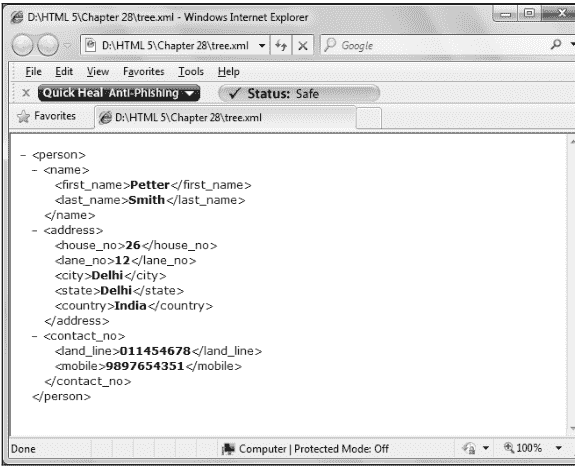 D:\HTML 5\Chapter 28\tree.xml - Windows Internet Explorer
D:\HTML 5\Chapter 28\tree.xml Google
File Edit View Favorites Tools Help
x Quick Heal Anti-Phishing ✓ Status: Safe
Favorites D:\HTML 5\Chapter 28\tree.xml
- <person>
- <name>
<first_name>Petter</first_name>
<last_name>Smith</last_name>
</name>
- <address>
<house_no>26</house_no>
<lane_no>12</lane_no>
<city>Delhi</city>
<state>Delhi</state>
<country>India</country>
</address>
- <contact_no>
<land_line>011454678</land_line>
<mobile>9897654351</mobile>
</contact_no>
</person>
Done Computer | Protected Mode: Off 100%